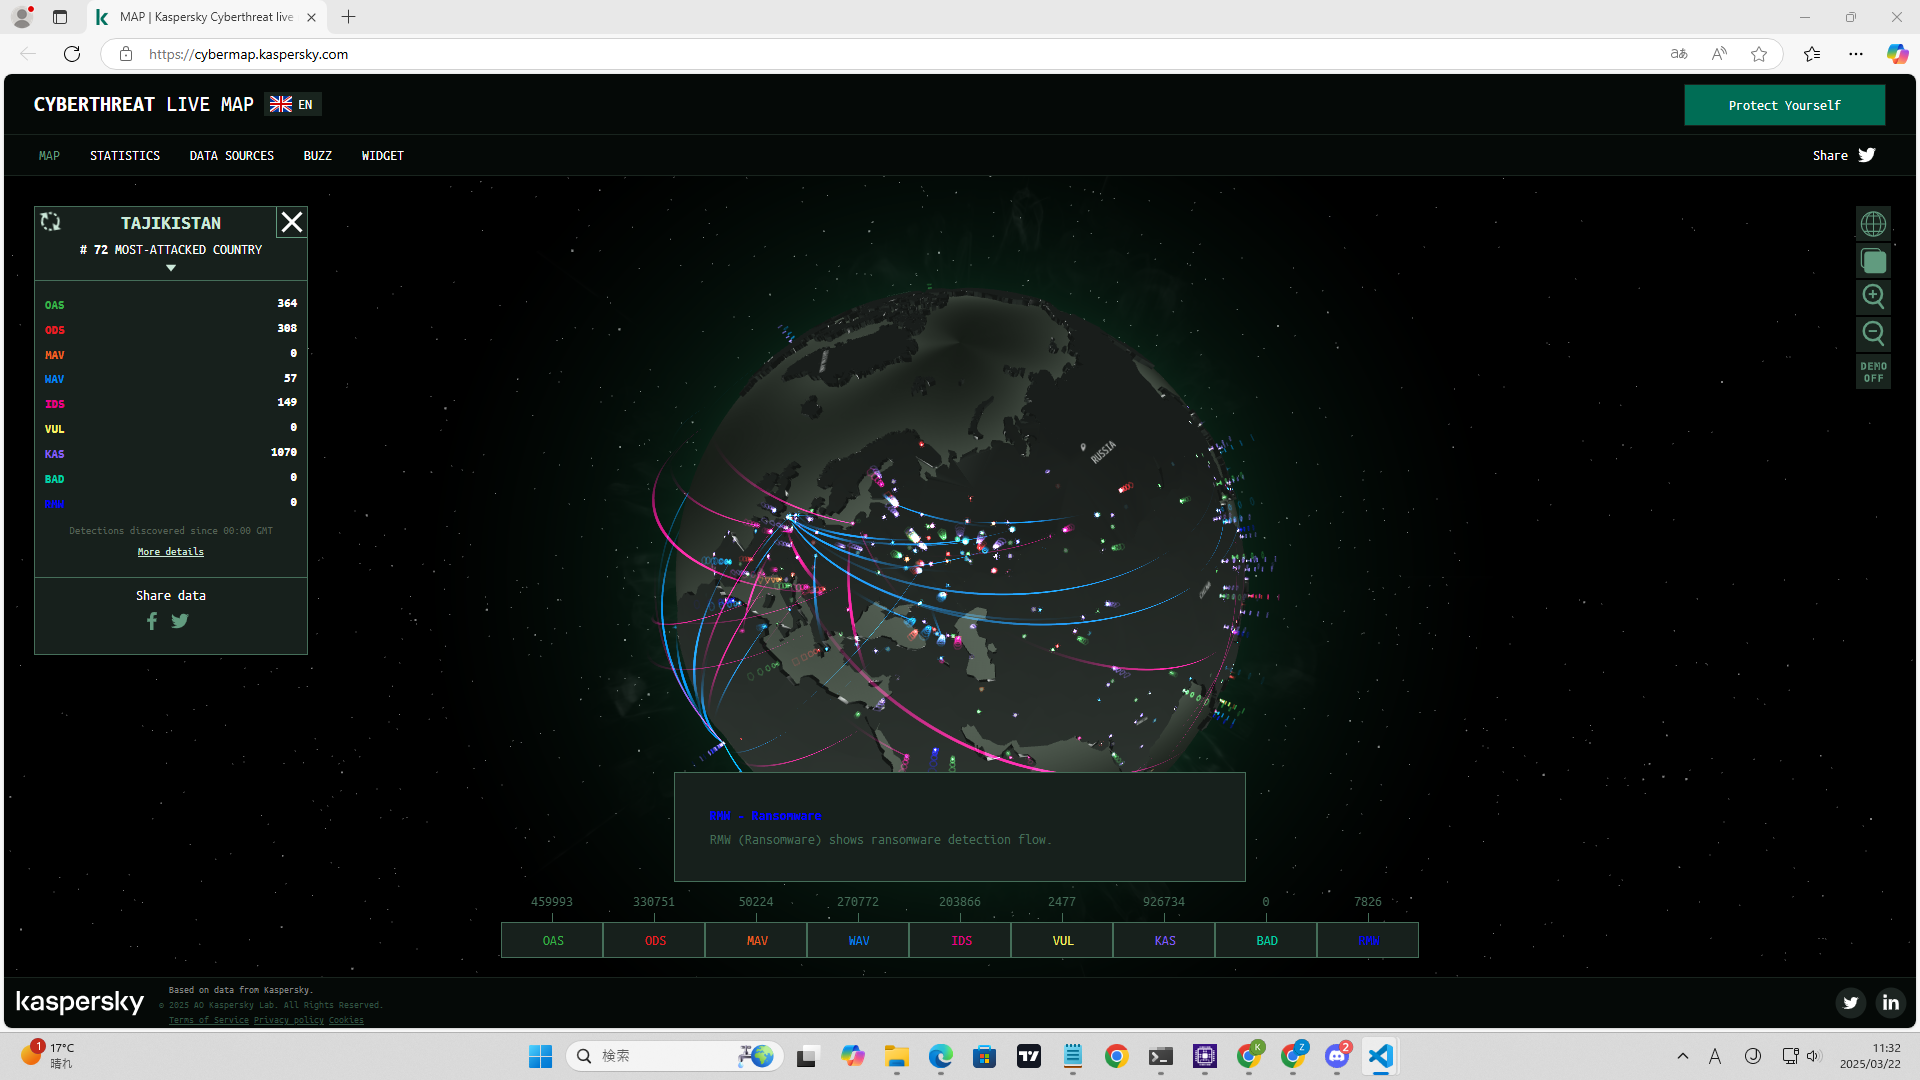 MAP | Kaspersky Cyberthreat live
https://cybermap.kaspersky.com
CYBERTHREAT LIVE MAP
EN
Protect Yourself
MAP
STATISTICS
DATA SOURCES
BUZZ
WIDGET
Share
TAJIKISTAN
# 72 MOST-ATTACKED COUNTRY
OAS 364
ODS 308
MAV 0
WAV 57
IDS 149
VUL 0
KAS 1070
BAD 0
RMW 0
Detections discovered since 00:00 GMT
More details
Share data
DEMO
OFF
RUSSIA
RMW - Ransomware
RMW (Ransomware) shows ransomware detection flow.
459993 330751 50224 270772 203866 2477 926734 0 7826
OAS ODS MAV WAV IDS VUL KAS BAD RMW
kaspersky
Based on data from Kaspersky.
© 2025 AO Kaspersky Lab. All Rights Reserved.
Terms of Service Privacy policy Cookies
1
17°C
晴れ
検索
K
Z
2
A
11:32
2025/03/22